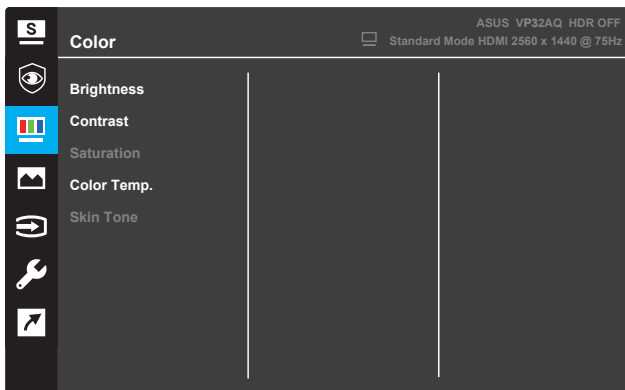 S
ASUS VP32AQ HDR OFF
Color
Standard Mode HDMI 2560 x 1440 @ 75Hz
Brightness
Contrast
Saturation
Color Temp.
Skin Tone